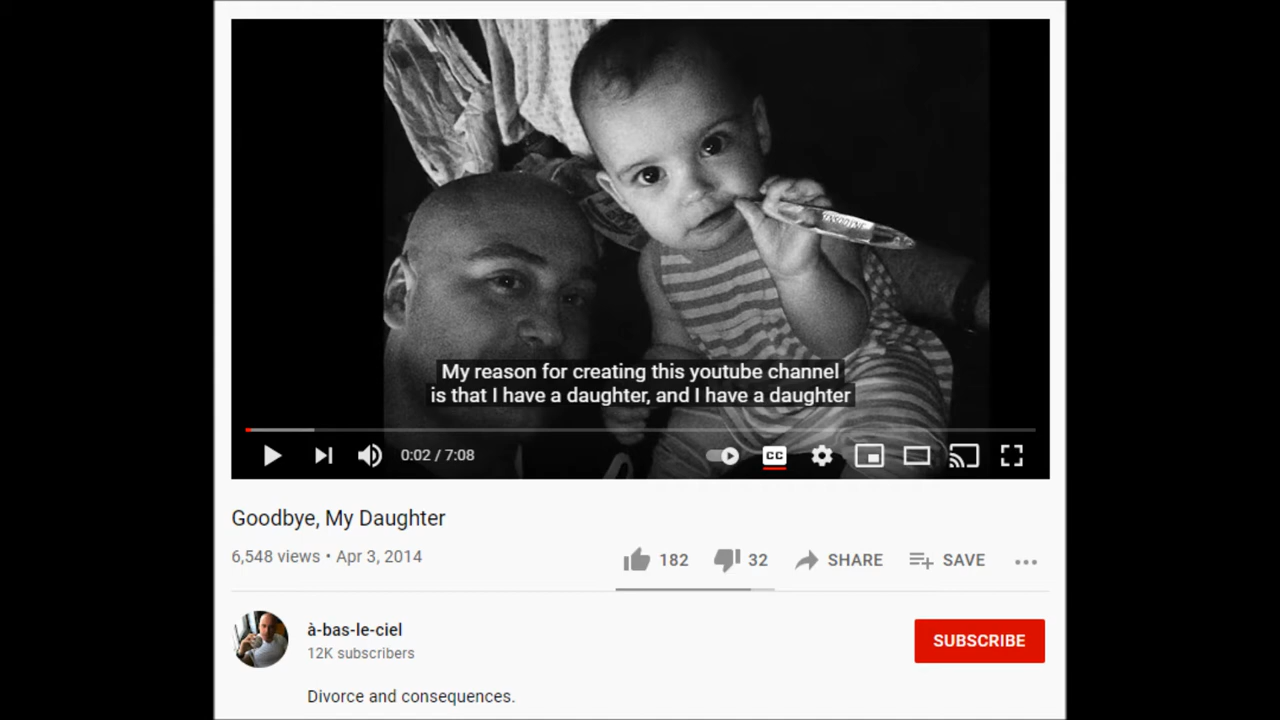 SENSODYNE
My reason for creating this youtube channel
is that I have a daughter, and I have a daughter
0:02 / 7:08
CC
Goodbye, My Daughter
6,548 views • Apr 3, 2014
182 32 SHARE SAVE
à-bas-le-ciel
12K subscribers
SUBSCRIBE
Divorce and consequences.